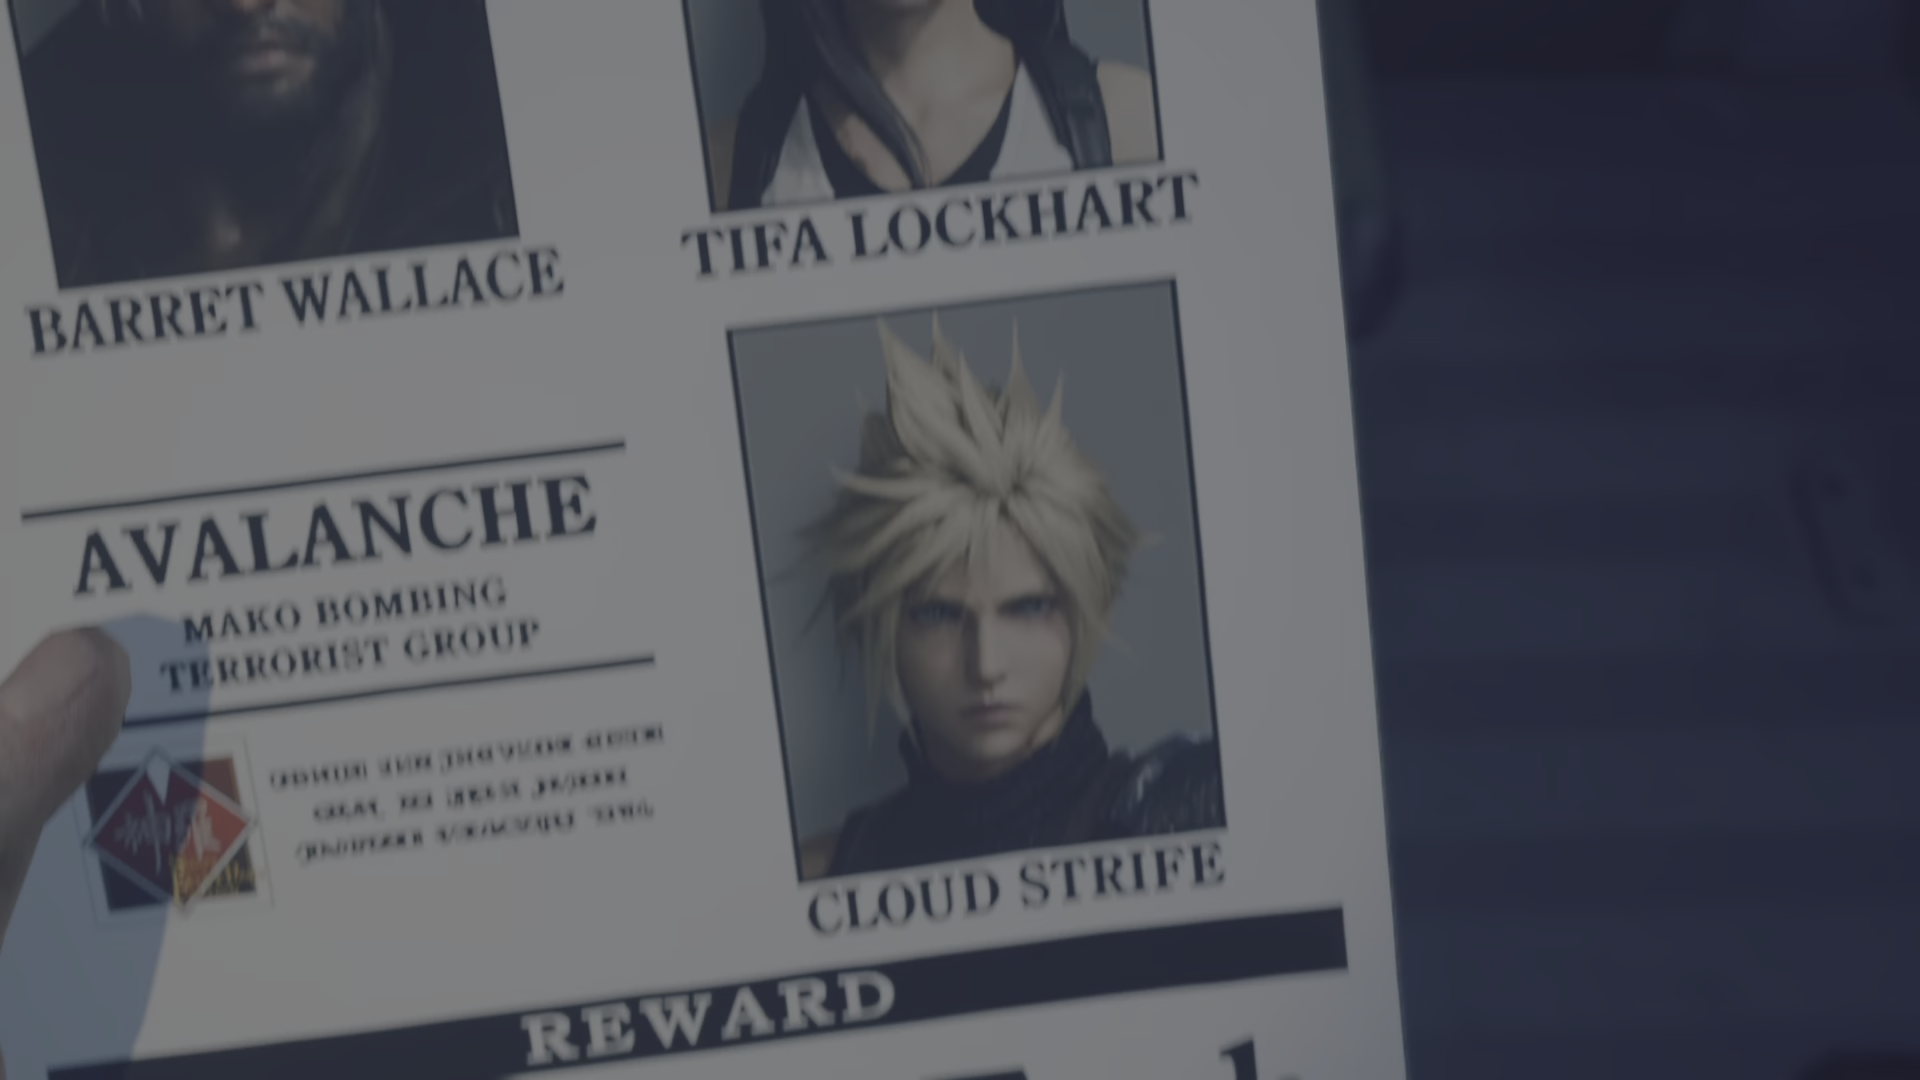 BARRET WALLACE
TIFA LOCKHART
AVALANCHE
MAKO BOMBING
TERRORIST GROUP
CLOUD STRIFE
REWARD